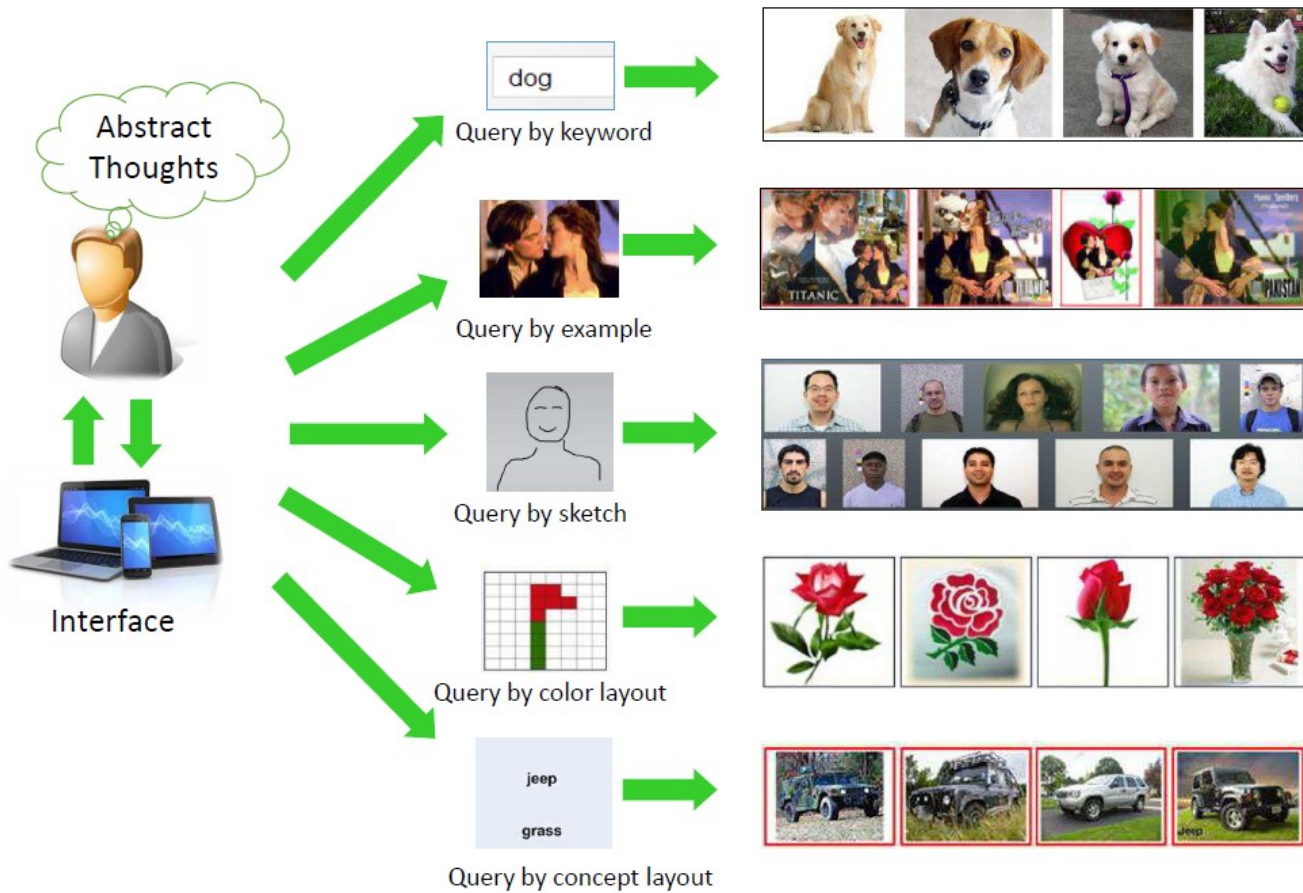 Abstract
Thoughts
Interface
dog
Query by keyword
Query by example
TITANIC
PAKISTAN
Query by sketch
Query by color layout
jeep
grass
Query by concept layout
Jeep